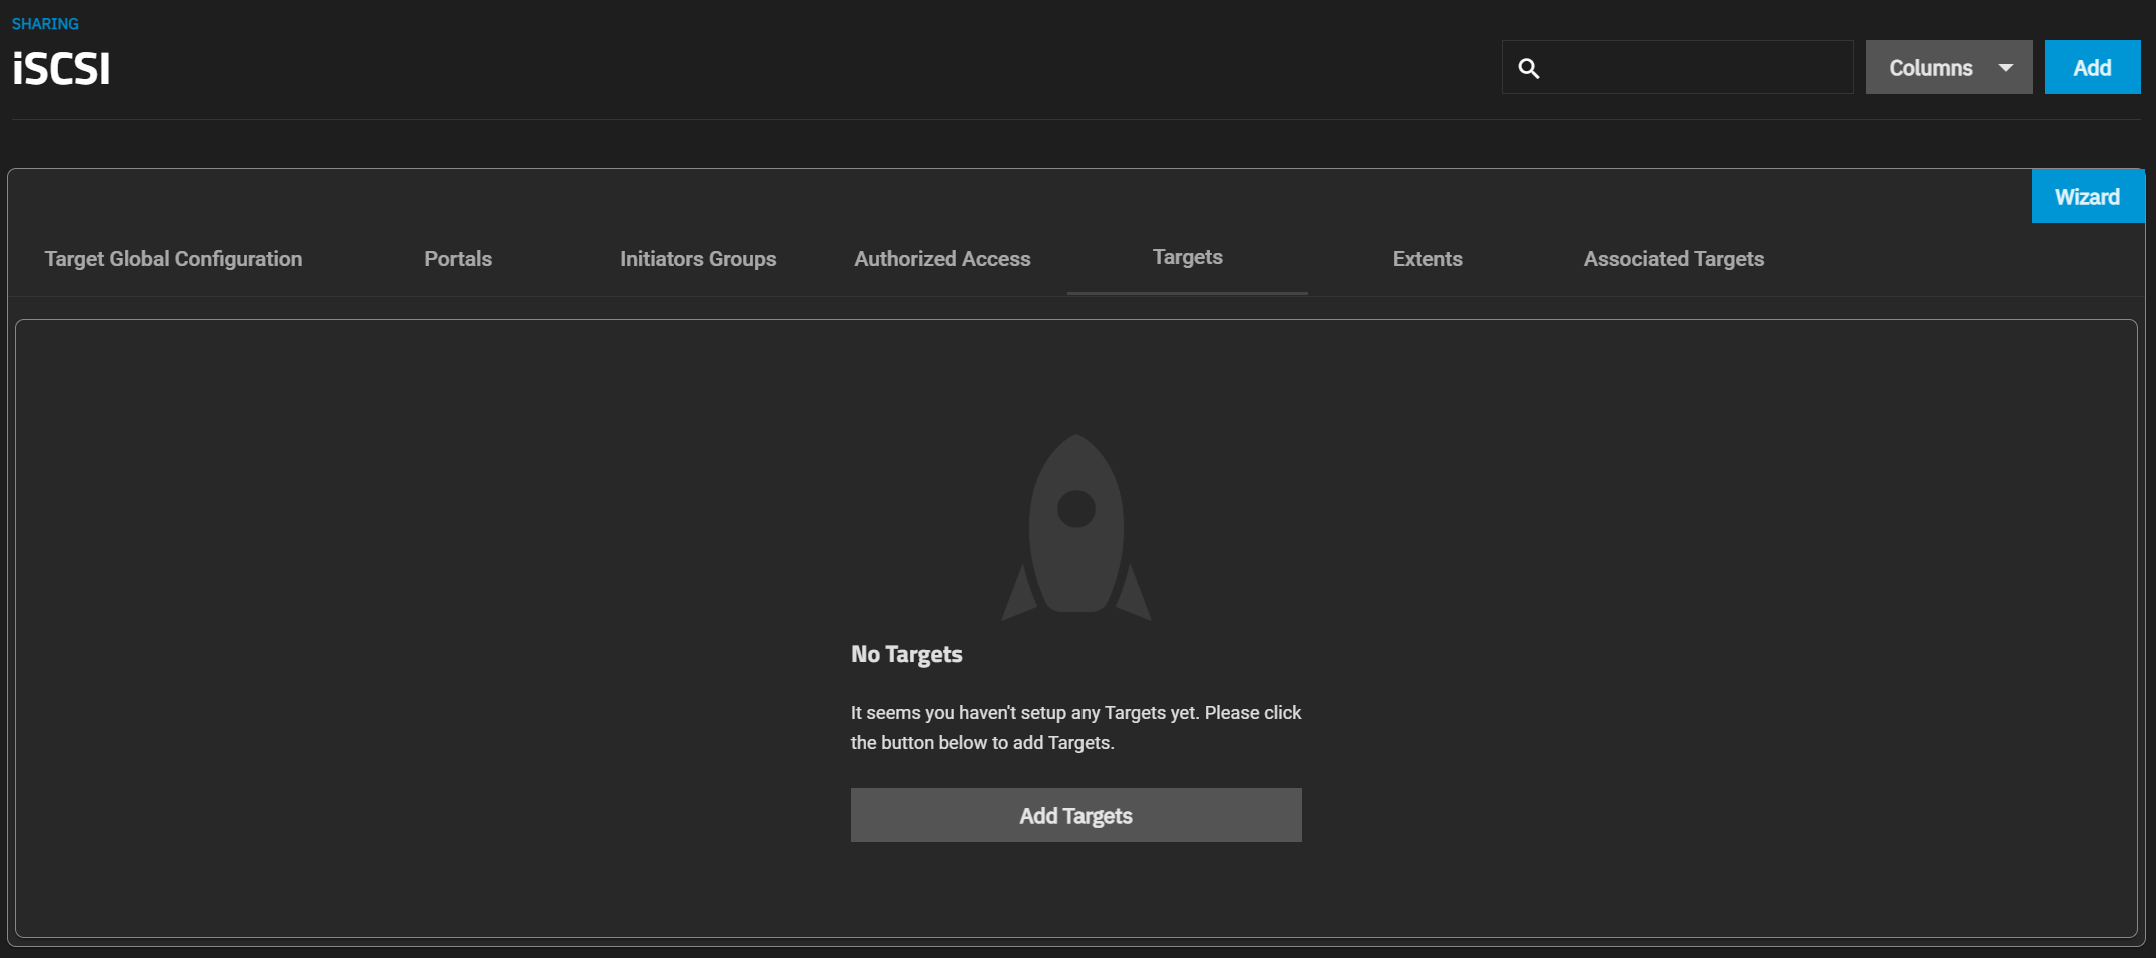 SHARING
iSCSI
Columns
Add
Wizard
Target Global Configuration
Portals
Initiators Groups
Authorized Access
Targets
Extents
Associated Targets
No Targets
It seems you haven't setup any Targets yet. Please click
the button below to add Targets.
Add Targets